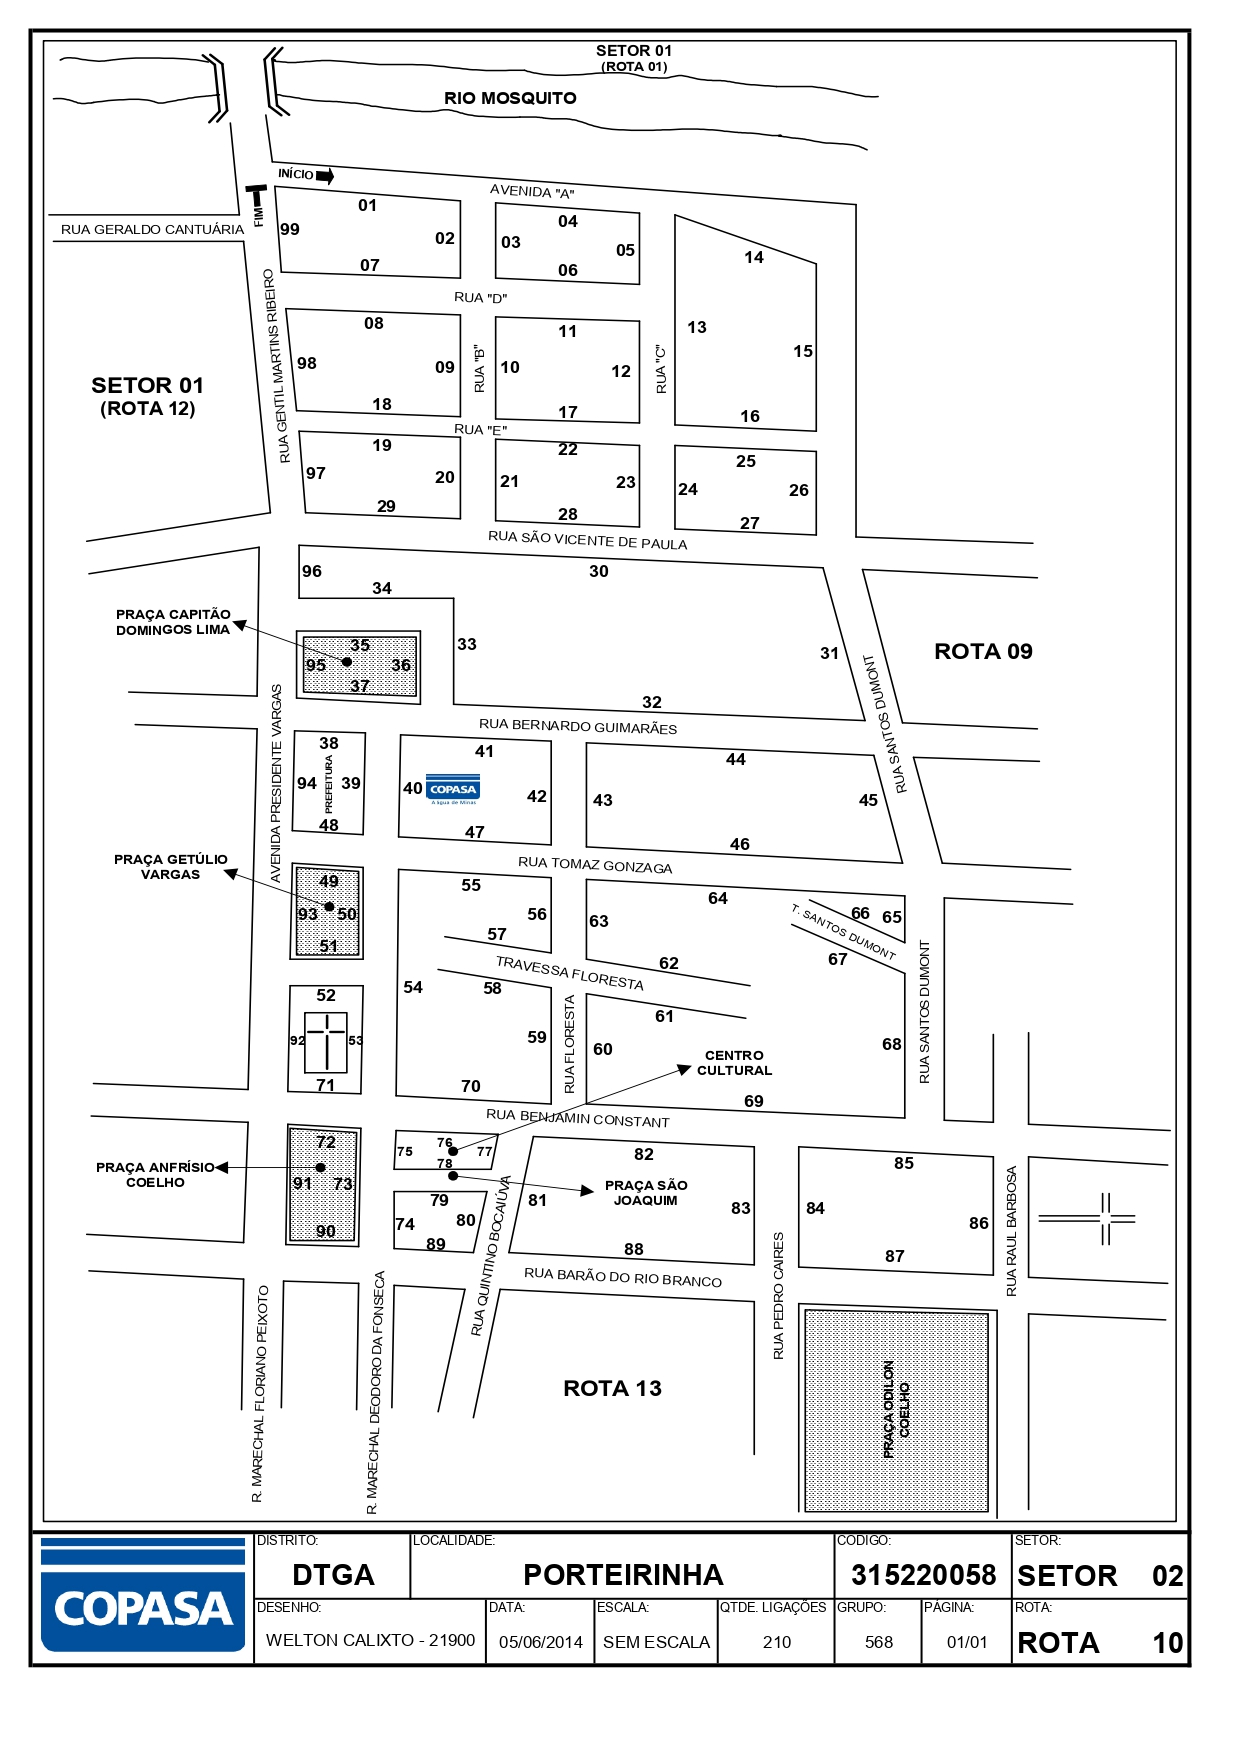 SETOR 01
(ROTA 01)
RIO MOSQUITO
INÍCIO
AVENIDA "A"
FIM
01
04
99
02
03
05
RUA GERALDO CANTUÁRIA
07
06
14
RUA "D"
08
11
13
15
98
09
10
12
RUA "B"
RUA "C"
RUA GENTIL MARTINS RIBEIRO
SETOR 01
(ROTA 12)
18
17
16
RUA "E"
19
22
25
97
20
21
23
24
26
29
28
27
RUA SÃO VICENTE DE PAULA
96
30
34
PRAÇA CAPITÃO
DOMINGOS LIMA
35
33
31
ROTA 09
95
36
37
32
RUA SANTOS DUMONT
RUA BERNARDO GUIMARÃES
AVENIDA PRESIDENTE VARGAS
38
41
44
94
PREFEITURA
39
40
COPASA
A água de Minas
42
43
45
48
47
46
PRAÇA GETÚLIO
VARGAS
RUA TOMAZ GONZAGA
49
55
64
93
50
56
63
66
65
T. SANTOS DUMONT
51
57
62
67
TRAVESSA FLORESTA
52
54
58
61
92
53
59
60
68
RUA FLORESTA
RUA SANTOS DUMONT
CENTRO
CULTURAL
71
70
69
RUA BENJAMIN CONSTANT
72
75
76
77
82
85
78
PRAÇA ANFRÍSIO
COELHO
91
73
PRAÇA SÃO
JOAQUIM
79
81
83
84
86
74
80
90
89
88
87
RUA QUINTINO BOCAIÚVA
RUA RAUL BARBOSA
RUA BARÃO DO RIO BRANCO
RUA PEDRO CAIRES
R. MARECHAL FLORIANO PEIXOTO
R. MARECHAL DEODORO DA FONSECA
ROTA 13
PRAÇA ODILON
COELHO
COPASA
DISTRITO:
DTGA
LOCALIDADE:
PORTEIRINHA
CODIGO:
315220058
SETOR:
SETOR 02
DESENHO:
WELTON CALIXTO - 21900
DATA:
05/06/2014
ESCALA:
SEM ESCALA
QTDE. LIGAÇÕES
210
GRUPO:
568
PÁGINA:
01/01
ROTA:
ROTA 10